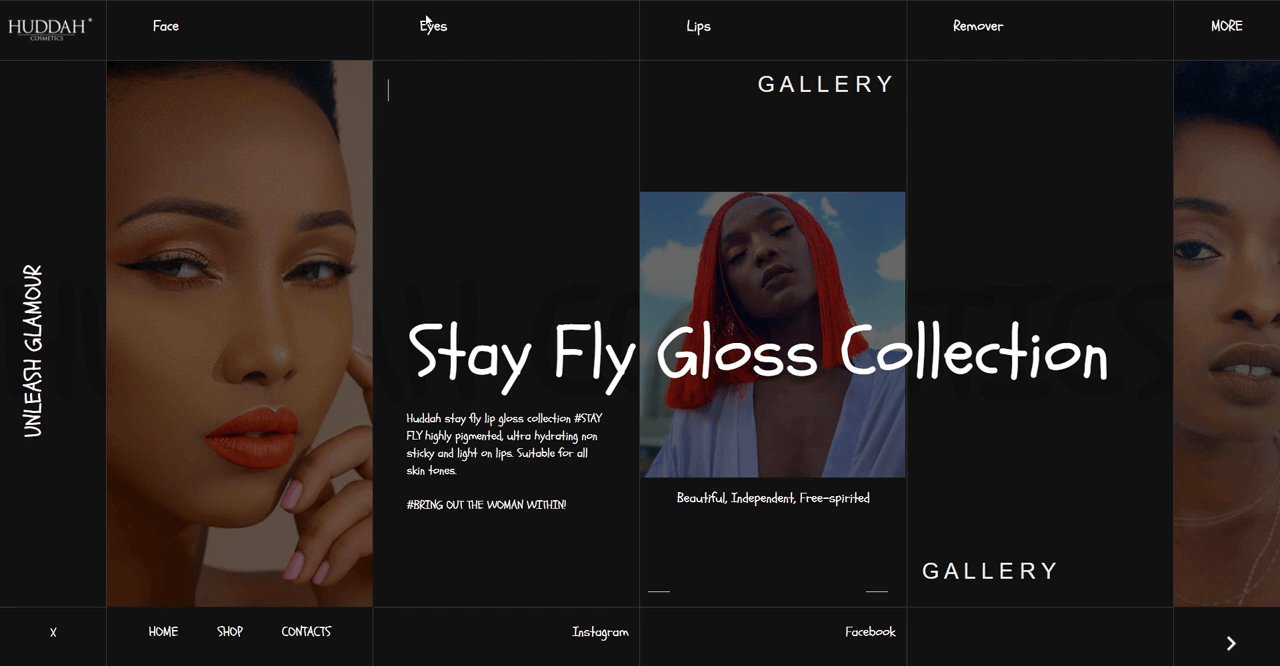 HUDDAH
COSMETICS
Face
Eyes
Lips
Remover
MORE
GALLERY
UNLEASH GLAMOUR
HUDDAH COSMETICS
Stay Fly Gloss Collection
Huddah stay fly lip gloss collection #STAY
FLY highly pigmented, ultra hydrating non
sticky and light on lips. Suitable for all
skin tones.
#BRING OUT THE WOMAN WITHIN!
Beautiful, Independent, Free-spirited
GALLERY
X
HOME
SHOP
CONTACTS
Instagram
Facebook